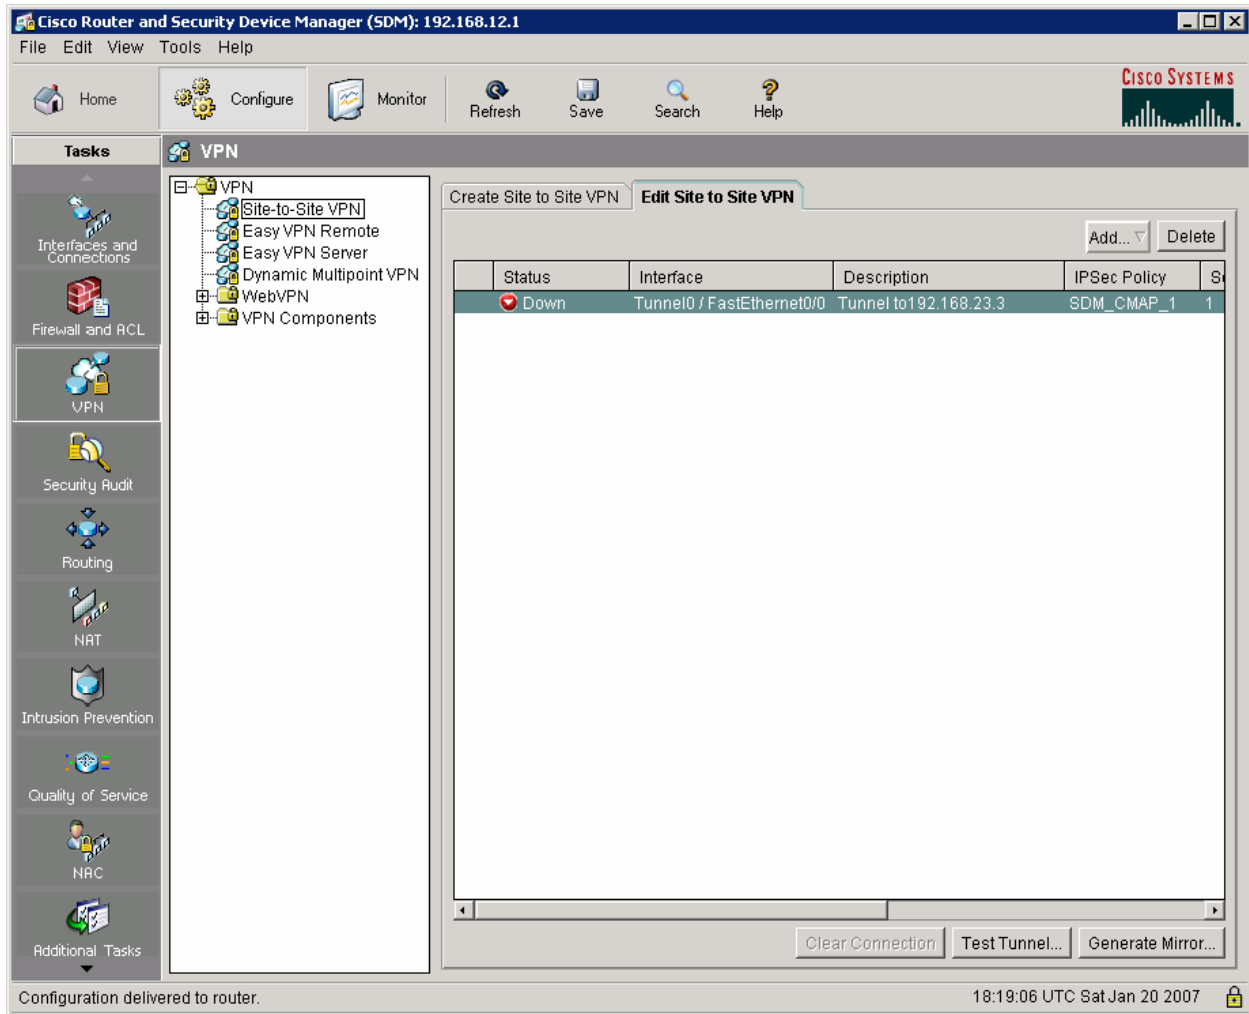 Cisco Router and Security Device Manager (SDM): 192.168.12.1
File Edit View Tools Help
Home Configure Monitor Refresh Save Search Help
CISCO SYSTEMS
Tasks
VPN
Interfaces and Connections
Firewall and ACL
VPN
Security Audit
Routing
NAT
Intrusion Prevention
Quality of Service
NAC
Additional Tasks
VPN
Site-to-Site VPN
Easy VPN Remote
Easy VPN Server
Dynamic Multipoint VPN
WebVPN
VPN Components
Create Site to Site VPN Edit Site to Site VPN
Add... Delete
Status Interface Description IPSec Policy
Down Tunnel0 / FastEthernet0/0 Tunnel to192.168.23.3 SDM_CMAP_1 1
Clear Connection Test Tunnel... Generate Mirror...
Configuration delivered to router. 18:19:06 UTC Sat Jan 20 2007